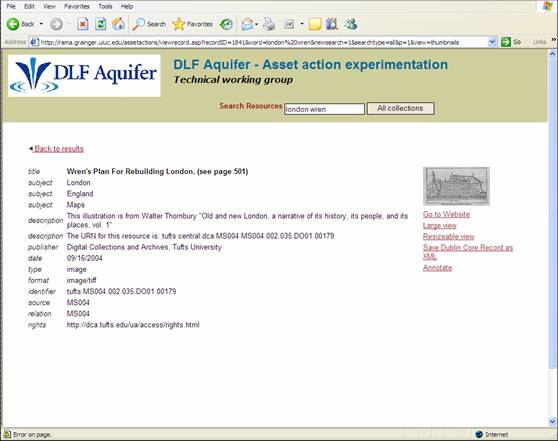 File Edit View Favorites Tools Help
Back Search Favorites
Address http://rama.grainger.uiuc.edu/assetactions/viewrecord.asp?recordID=1841&word=london%20wren&newsearch=1&searchtype=all&p=1&view=thumbnails Go Links »
DLF Aquifer
DLF Aquifer - Asset action experimentation
Technical working group
Search Resources london wren All collections
Back to results
title Wren's Plan For Rebuilding London. (see page 501)
subject London
subject England
subject Maps
description This illustration is from Walter Thornbury "Old and new London, a narrative of its history, its people, and its
places, vol. 1"
description The URN for this resource is: tufts:central:dca:MS004:MS004.002.035.DO01.00179
publisher Digital Collections and Archives, Tufts University
date 09/16/2004
type image
format image/tiff
identifier tufts:MS004.002.035.DO01.00179
source MS004
relation MS004
rights http://dca.tufts.edu/ua/access/rights.html
Go to Website
Large view
Resizeable view
Save Dublin Core Record as
XML
Annotate
Error on page. Internet